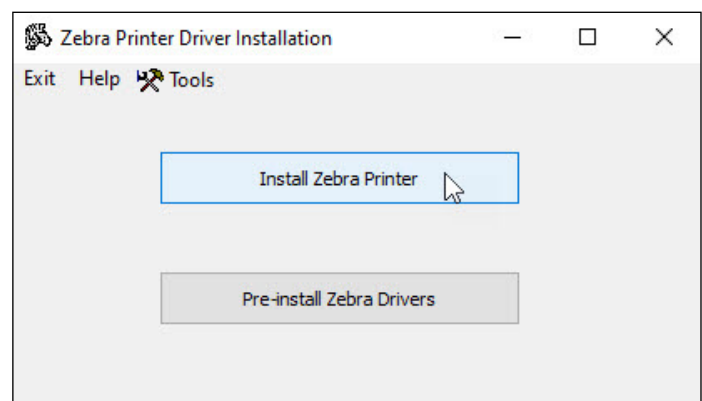 Zebra Printer Driver Installation
Exit Help Tools
Install Zebra Printer
Pre-install Zebra Drivers